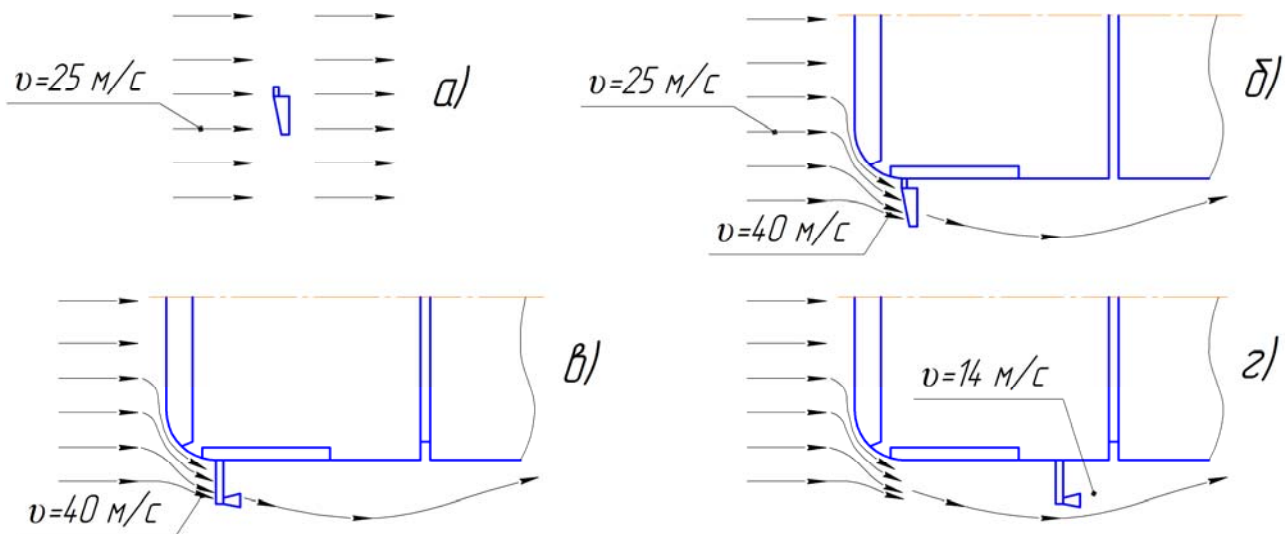 υ=25 м/с
а)
υ=25 м/с
υ=40 м/с
б)
υ=40 м/с
в)
υ=14 м/с
г)